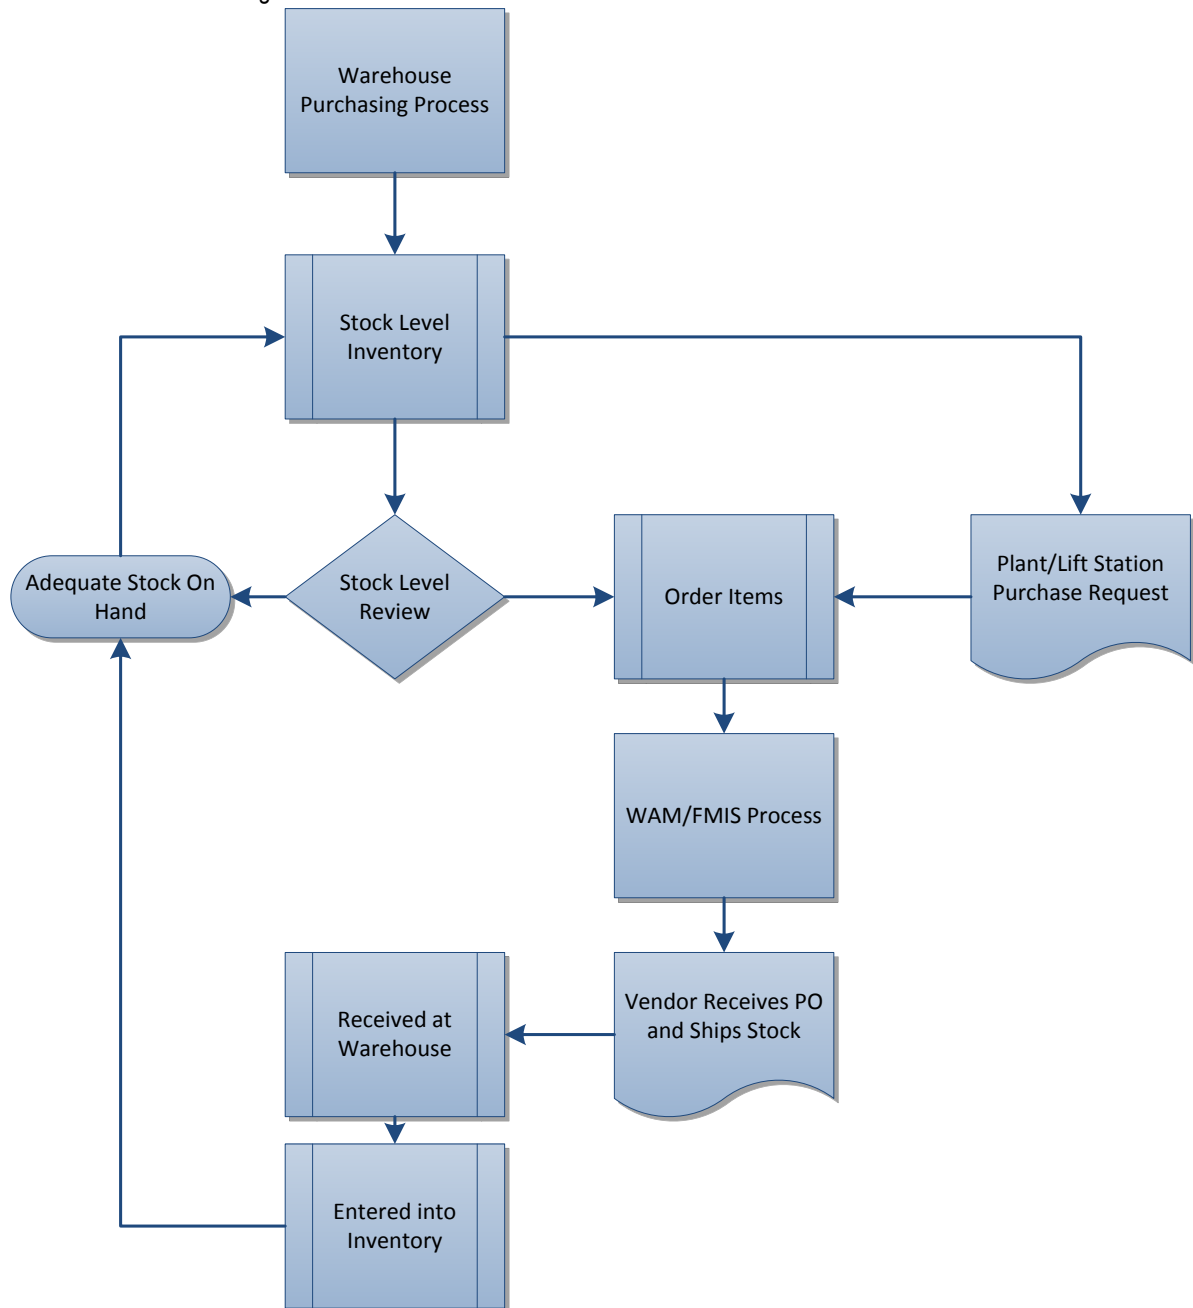 Warehouse
Purchasing Process
Stock Level
Inventory
Adequate Stock On
Hand
Stock Level
Review
Order Items
Plant/Lift Station
Purchase Request
WAM/FMIS Process
Vendor Receives PO
and Ships Stock
Received at
Warehouse
Entered into
Inventory